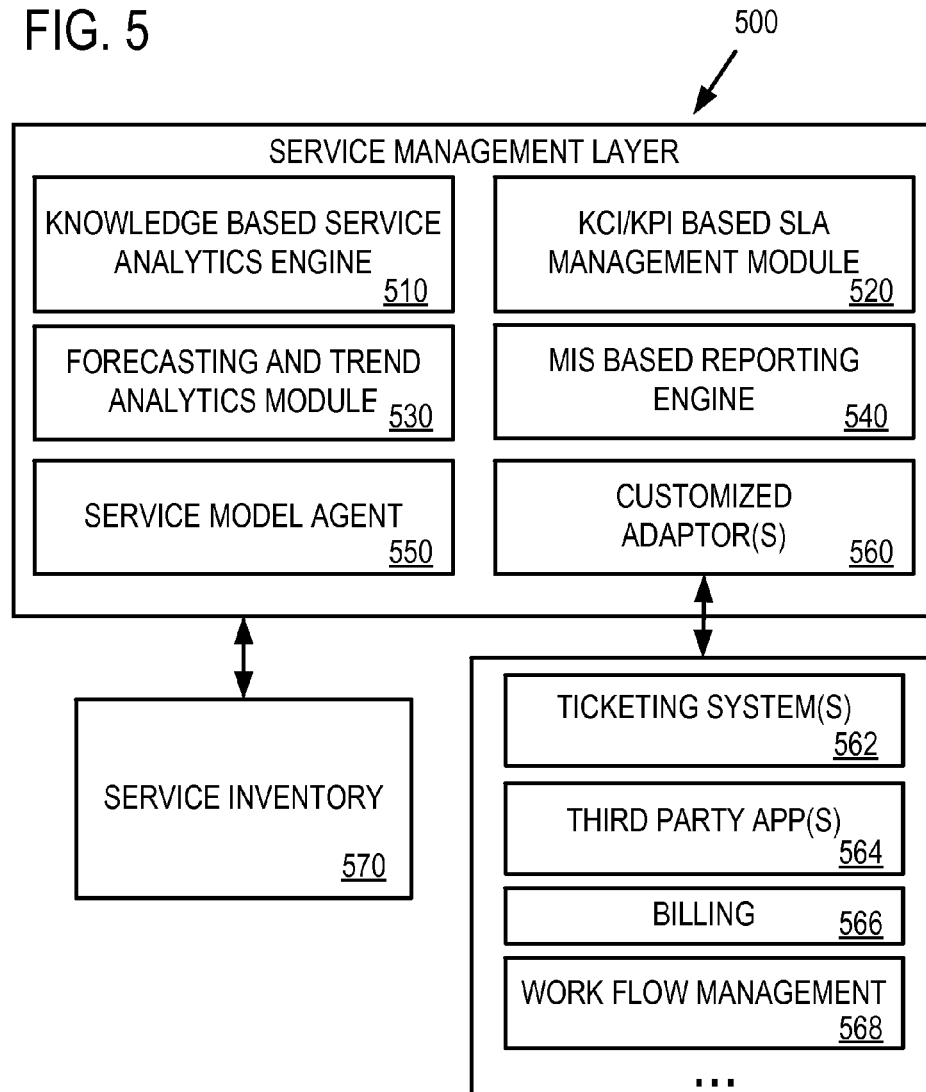 FIG. 5
500
SERVICE MANAGEMENT LAYER
KNOWLEDGE BASED SERVICE
ANALYTICS ENGINE
510
KCI/KPI BASED SLA
MANAGEMENT MODULE
520
FORECASTING AND TREND
ANALYTICS MODULE
530
MIS BASED REPORTING
ENGINE
540
SERVICE MODEL AGENT
550
CUSTOMIZED
ADAPTOR(S)
560
SERVICE INVENTORY
570
TICKETING SYSTEM(S)
562
THIRD PARTY APP(S)
564
BILLING
566
WORK FLOW MANAGEMENT
568
...